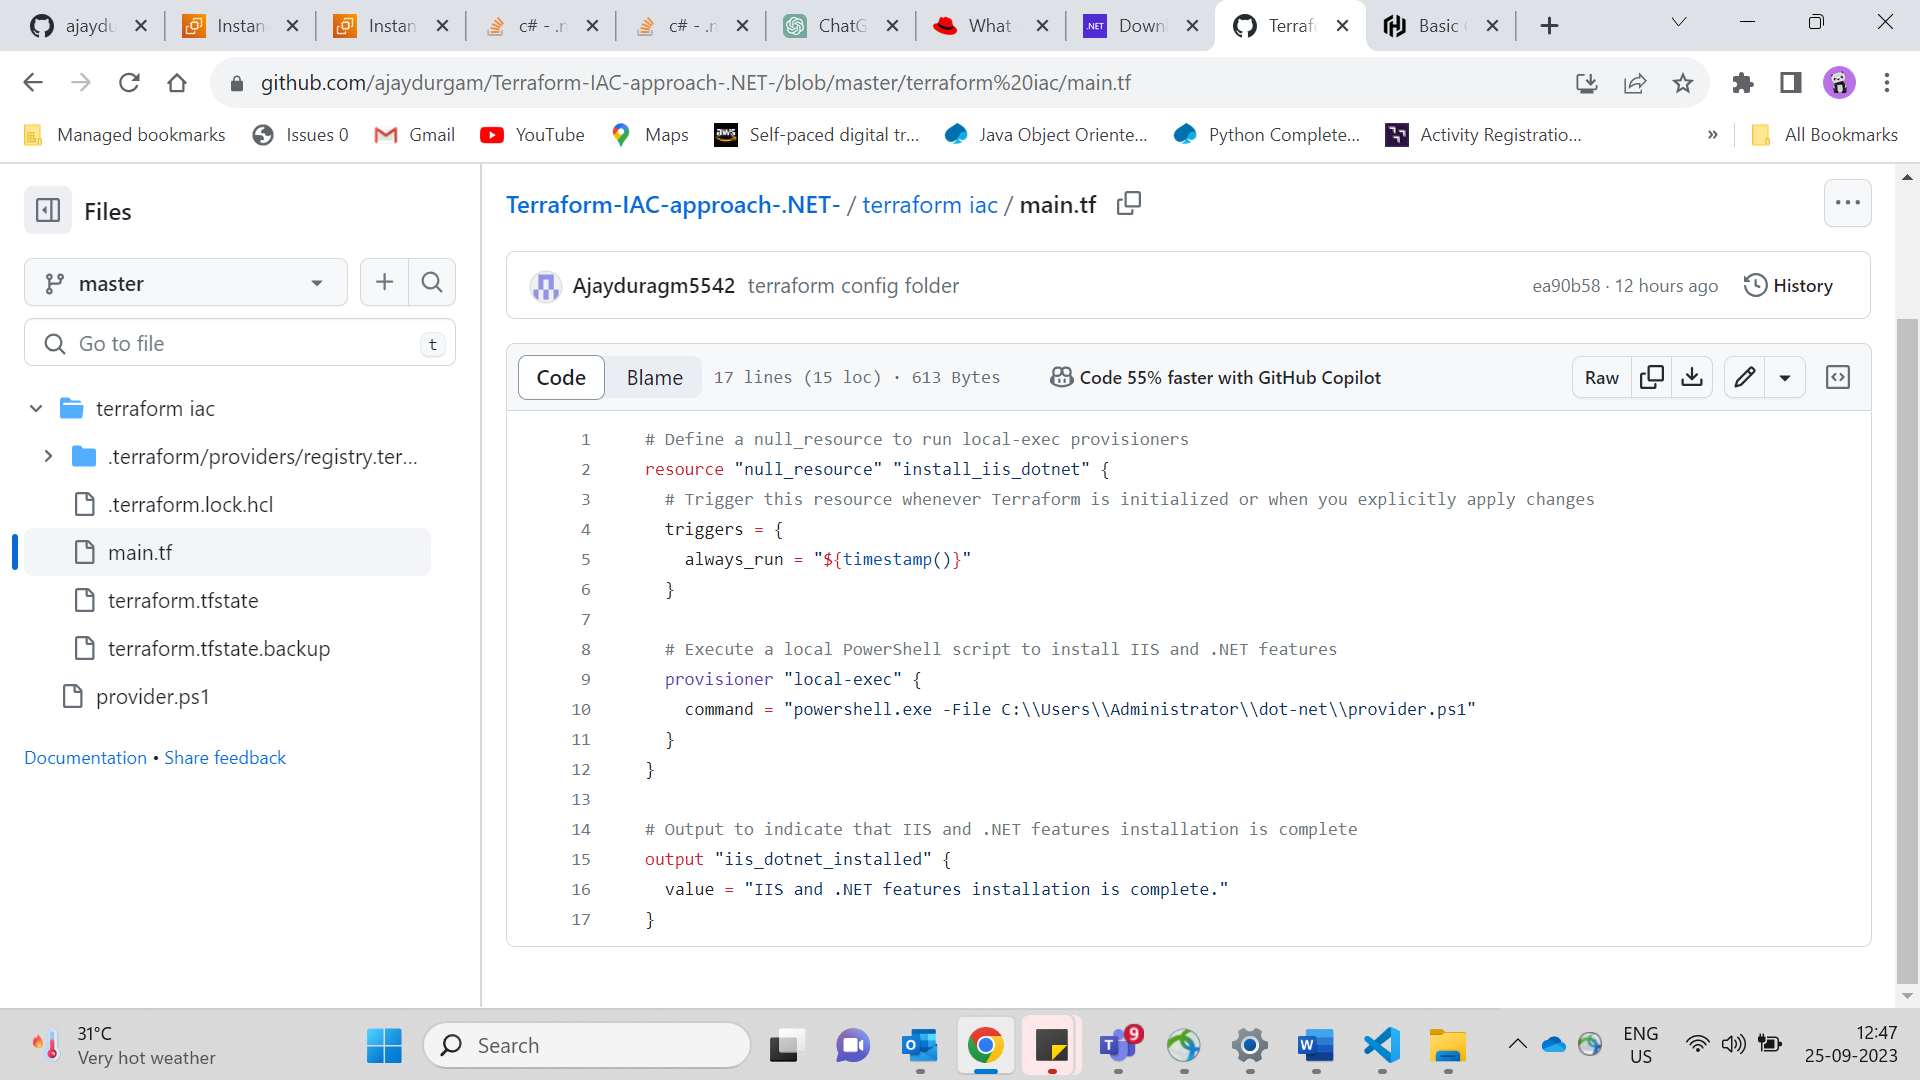 ajaydu
Instan
Instan
c# - .n
c# - .n
ChatG
What
.NET
Downl
Terrafo
Basic
github.com/ajaydurgam/Terraform-IAC-approach-.NET-/blob/master/terraform%20iac/main.tf
Managed bookmarks
Issues 0
Gmail
YouTube
Maps
aws
Self-paced digital tr...
Java Object Oriente...
Python Complete...
Activity Registratio...
»
All Bookmarks
Files
Terraform-IAC-approach-.NET- / terraform iac / main.tf
master
Ajayduragm5542 terraform config folder
ea90b58 · 12 hours ago
History
Go to file
t
Code
Blame
17 lines (15 loc) · 613 Bytes
Code 55% faster with GitHub Copilot
Raw
terraform iac
.terraform/providers/registry.ter...
.terraform.lock.hcl
main.tf
terraform.tfstate
terraform.tfstate.backup
provider.ps1
Documentation • Share feedback
1 # Define a null_resource to run local-exec provisioners
2 resource "null_resource" "install_iis_dotnet" {
3 # Trigger this resource whenever Terraform is initialized or when you explicitly apply changes
4 triggers = {
5 always_run = "${timestamp()}"
6 }
7
8 # Execute a local PowerShell script to install IIS and .NET features
9 provisioner "local-exec" {
10 command = "powershell.exe -File C:\\Users\\Administrator\\dot-net\\provider.ps1"
11 }
12 }
13
14 # Output to indicate that IIS and .NET features installation is complete
15 output "iis_dotnet_installed" {
16 value = "IIS and .NET features installation is complete."
17 }
31°C
Very hot weather
Search
9
ENG
US
12:47
25-09-2023